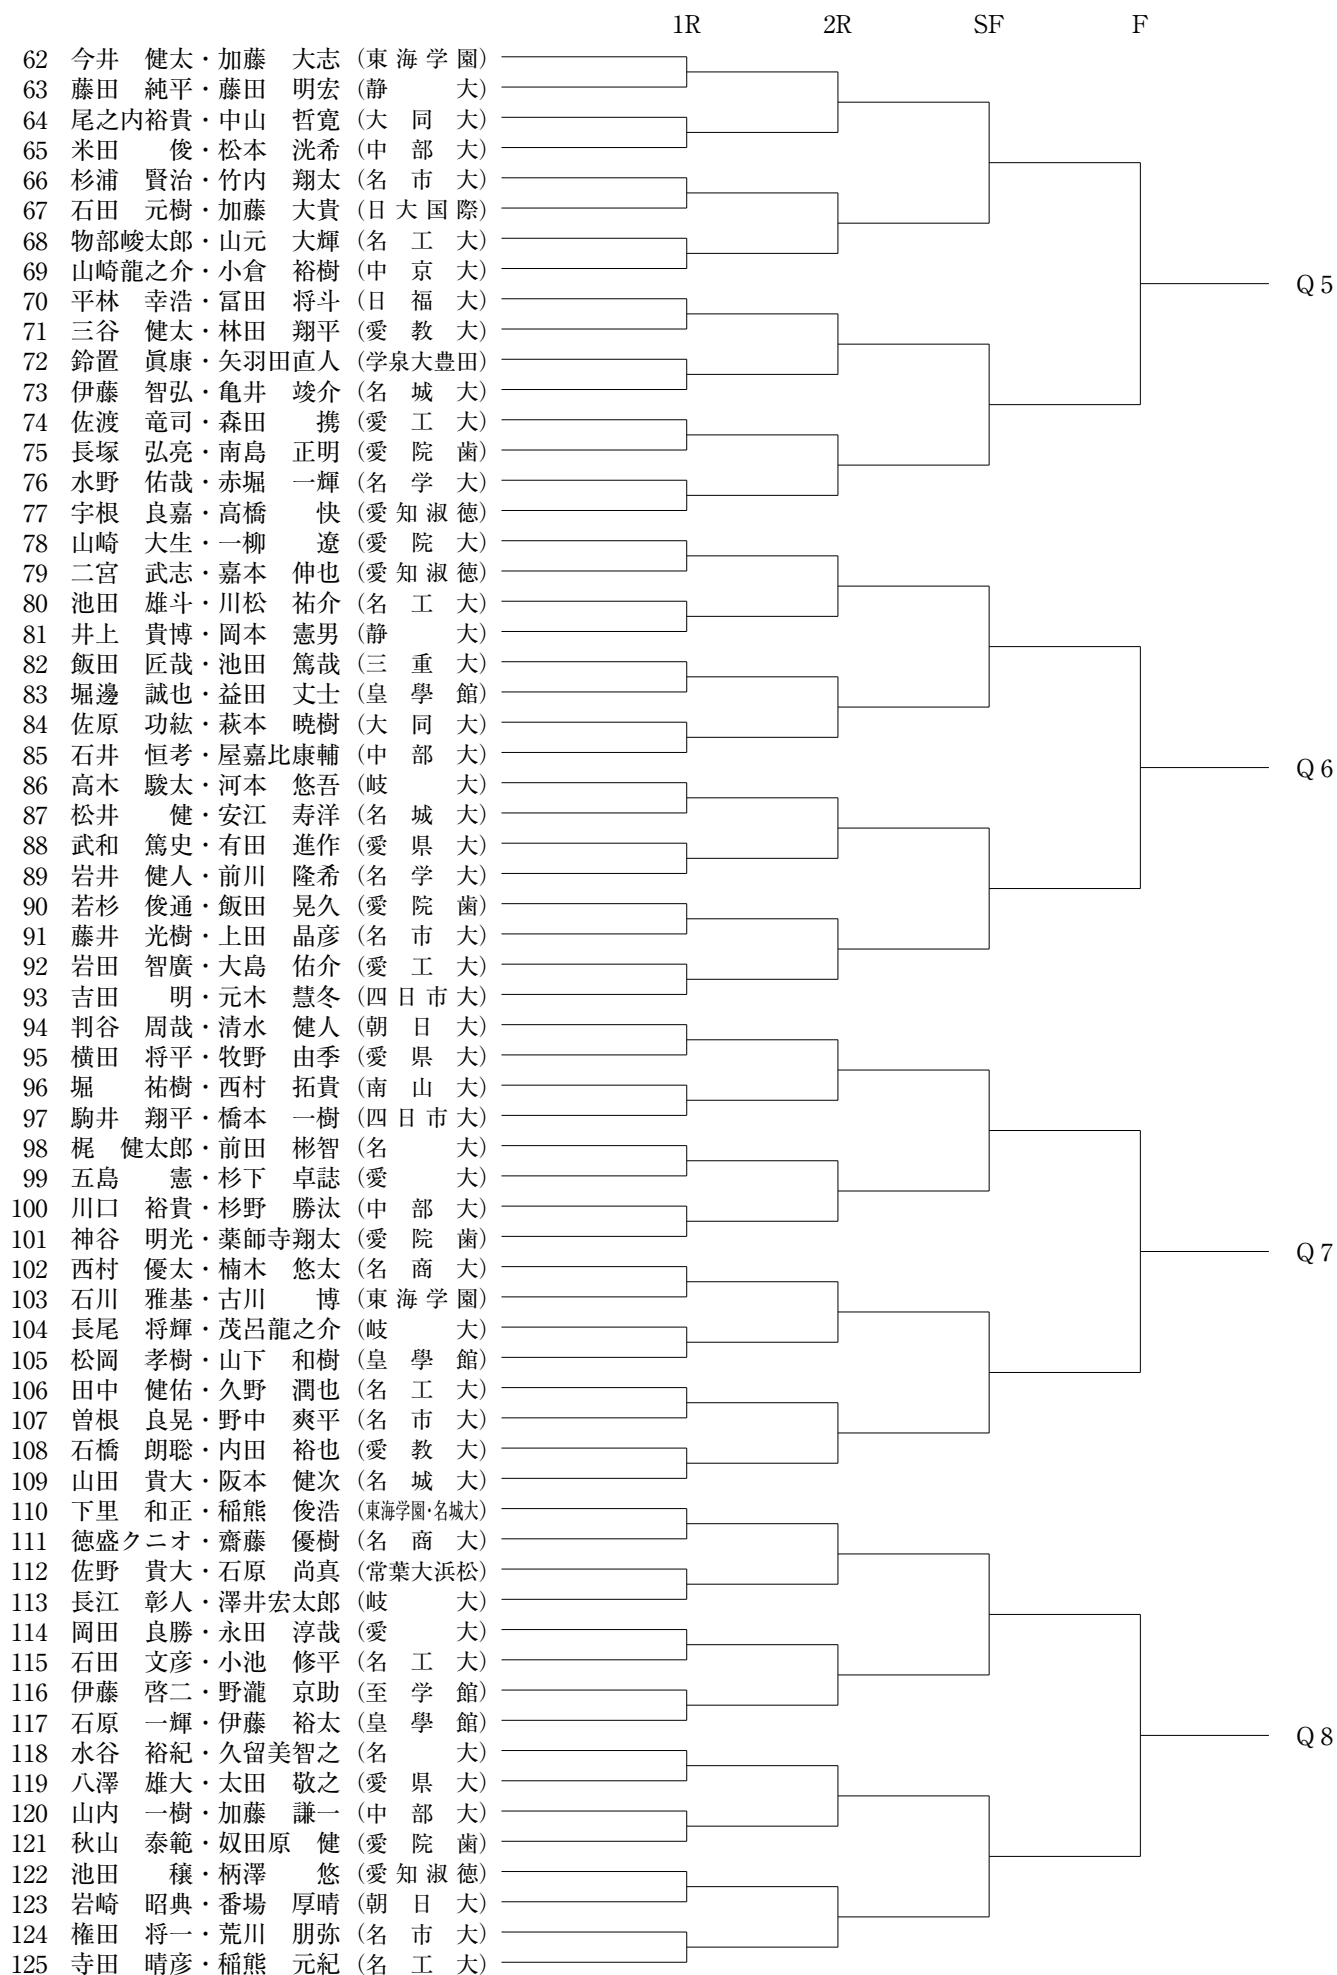 1R 2R SF F
62 今井 健太・加藤 大志 (東海学園)
63 藤田 純平・藤田 明宏 (静大)
64 尾之内裕貴・中山 哲寛 (大同大)
65 米田 俊・松本 洸希 (中部大)
66 杉浦 賢治・竹内 翔太 (名市大)
67 石田 元樹・加藤 大貴 (日大国際)
68 物部峻太郎・山元 大輝 (名工大)
69 山崎龍之介・小倉 裕樹 (中京大)
Q5
70 平林 幸浩・冨田 将斗 (日福大)
71 三谷 健太・林田 翔平 (愛教大)
72 鈴置 眞康・矢羽田直人 (学泉大豊田)
73 伊藤 智弘・亀井 竣介 (名城大)
74 佐渡 竜司・森田 携 (愛工大)
75 長塚 弘亮・南島 正明 (愛院歯)
76 水野 佑哉・赤堀 一輝 (名学大)
77 宇根 良嘉・高橋 快 (愛知淑徳)
78 山崎 大生・一柳 遼 (愛院大)
79 二宮 武志・嘉本 伸也 (愛知淑徳)
80 池田 雄斗・川松 祐介 (名工大)
81 井上 貴博・岡本 憲男 (静大)
82 飯田 匠哉・池田 篤哉 (三重大)
83 堀邊 誠也・益田 丈士 (皇學館)
84 佐原 功紘・萩本 暁樹 (大同大)
85 石井 恒考・屋嘉比康輔 (中部大)
Q6
86 高木 駿太・河本 悠吾 (岐大)
87 松井 健・安江 寿洋 (名城大)
88 武和 篤史・有田 進作 (愛県大)
89 岩井 健人・前川 隆希 (名学大)
90 若杉 俊通・飯田 晃久 (愛院歯)
91 藤井 光樹・上田 晶彦 (名市大)
92 岩田 智廣・大島 佑介 (愛工大)
93 吉田 明・元木 慧冬 (四日市大)
94 判谷 周哉・清水 健人 (朝日大)
95 横田 将平・牧野 由季 (愛県大)
96 堀 祐樹・西村 拓貴 (南山大)
97 駒井 翔平・橋本 一樹 (四日市大)
98 梶 健太郎・前田 彬智 (名大)
99 五島 憲・杉下 卓誌 (愛大)
100 川口 裕貴・杉野 勝汰 (中部大)
101 神谷 明光・薬師寺翔太 (愛院歯)
Q7
102 西村 優太・楠木 悠太 (名商大)
103 石川 雅基・古川 博 (東海学園)
104 長尾 将輝・茂呂龍之介 (岐大)
105 松岡 孝樹・山下 和樹 (皇學館)
106 田中 健佑・久野 潤也 (名工大)
107 曽根 良晃・野中 爽平 (名市大)
108 石橋 朗聡・内田 裕也 (愛教大)
109 山田 貴大・阪本 健次 (名城大)
110 下里 和正・稲熊 俊浩 (東海学園・名城大)
111 徳盛クニオ・齋藤 優樹 (名商大)
112 佐野 貴大・石原 尚真 (常葉大浜松)
113 長江 彰人・澤井宏太郎 (岐大)
114 岡田 良勝・永田 淳哉 (愛大)
115 石田 文彦・小池 修平 (名工大)
116 伊藤 啓二・野瀧 京助 (至学館)
117 石原 一輝・伊藤 裕太 (皇學館)
Q8
118 水谷 裕紀・久留美智之 (名大)
119 八澤 雄大・太田 敬之 (愛県大)
120 山内 一樹・加藤 謙一 (中部大)
121 秋山 泰範・奴田原 健 (愛院歯)
122 池田 穣・柄澤 悠 (愛知淑徳)
123 岩崎 昭典・番場 厚晴 (朝日大)
124 権田 将一・荒川 朋弥 (名市大)
125 寺田 晴彦・稲熊 元紀 (名工大)